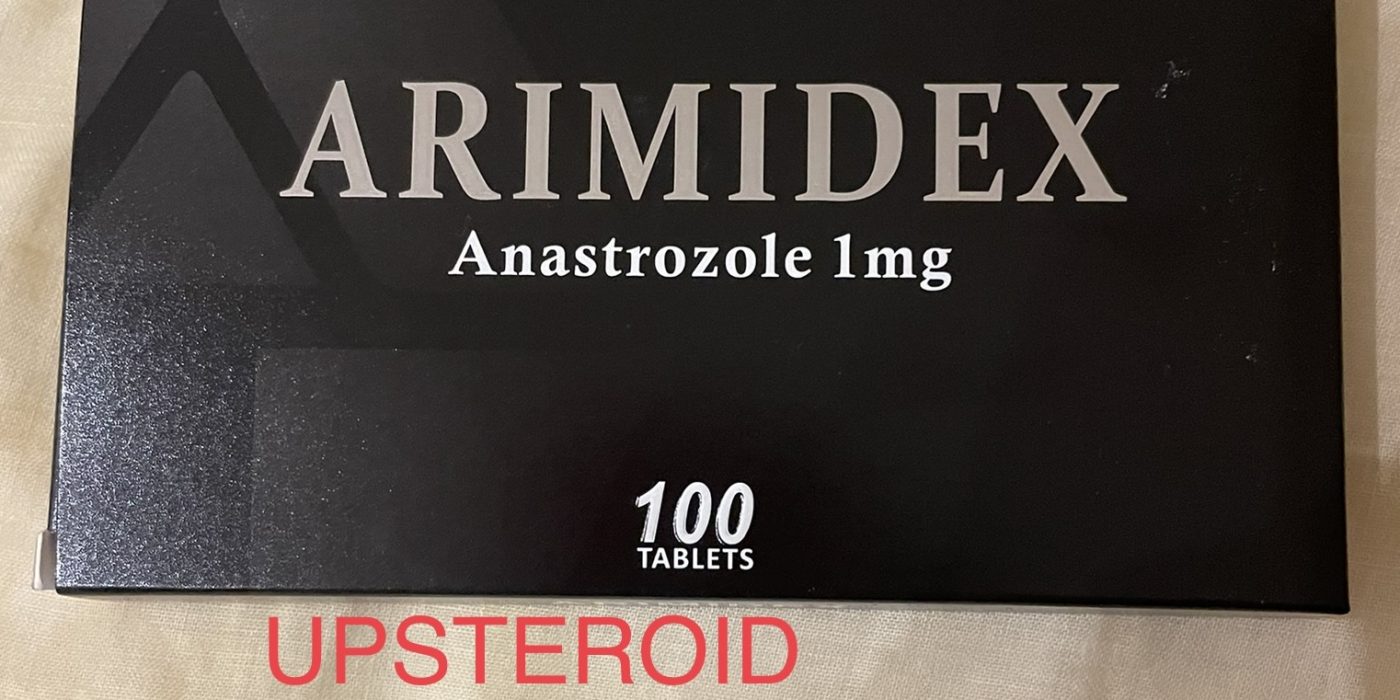 ARIMIDEX
Anastrozole 1mg
100
TABLETS
UPSTEROID